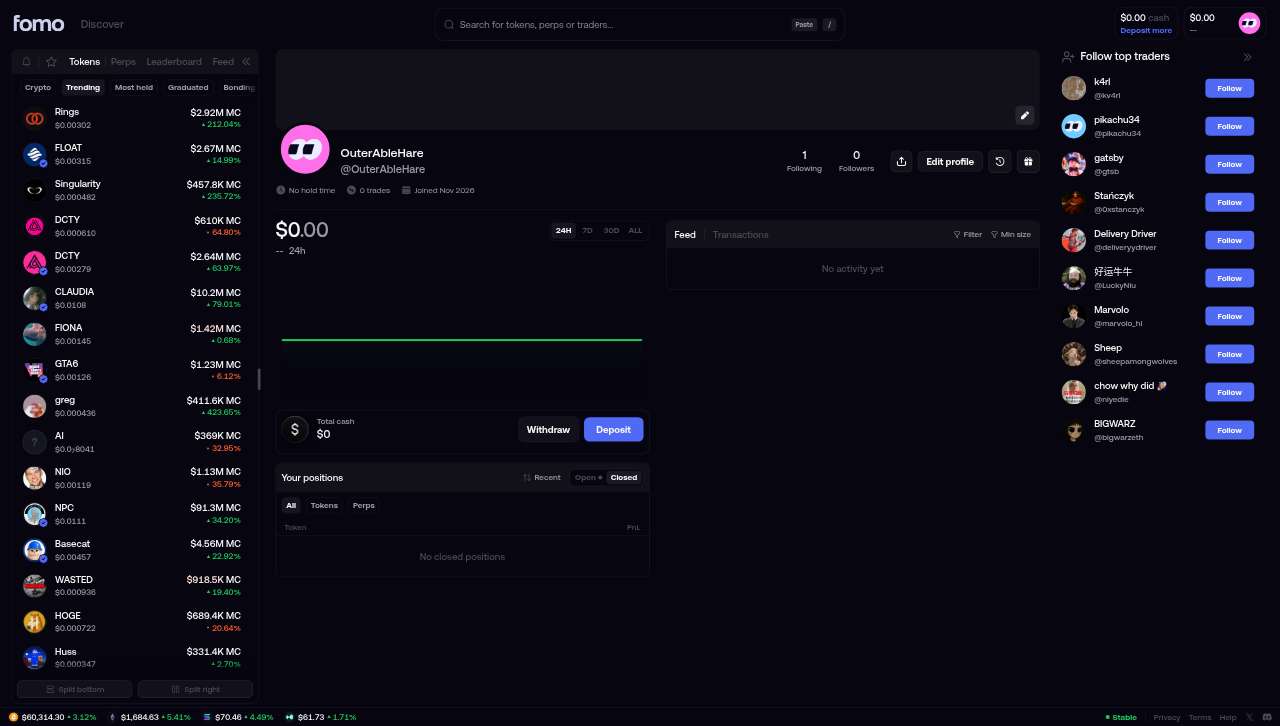 fomo
Discover
Search for tokens, perps or traders...
Paste
/
$0.00 cash
Deposit more
$0.00
—
Tokens
Perps
Leaderboard
Feed
Crypto
Trending
Most held
Graduated
Bonding
Rings $2.92M MC
$0.00302 212.04%
FLOAT $2.67M MC
$0.00315 14.99%
Singularity $457.8K MC
$0.000482 235.72%
DCTY $610K MC
$0.000610 64.80%
DCTY $2.64M MC
$0.00279 63.97%
CLAUDIA $10.2M MC
$0.0108 79.01%
FIONA $1.42M MC
$0.00145 0.68%
GTA6 $1.23M MC
$0.00126 6.12%
greg $411.6K MC
$0.000436 423.65%
AI $369K MC
32.95%
NIO $1.13M MC
$0.00119 35.79%
NPC $91.3M MC
$0.0111 34.20%
Basecat $4.56M MC
$0.00457 22.92%
WASTED $918.5K MC
$0.000936 19.40%
HOGE $689.4K MC
$0.000722 20.64%
Huss $331.4K MC
$0.000347 2.70%
Split bottom
Split right
OuterAbleHare
@OuterAbleHare
No hold time
0 trades
Joined Nov 2026
1
Following
0
Followers
Edit profile
$0.00
-- 24h
24H
7D
30D
ALL
$
Total cash
$0
Withdraw
Deposit
Your positions
Recent
Open
Closed
All
Tokens
Perps
Token
PnL
No closed positions
Feed
Transactions
Filter
Min size
No activity yet
Follow top traders
k4rl
@kv4rl
Follow
pikachu34
@pikachu34
Follow
gatsby
@gtsb
Follow
Stańczyk
@0xstanczyk
Follow
Delivery Driver
@deliveryydriver
Follow
好运牛牛
@LuckyNiu
Follow
Marvolo
@marvolo_hl
Follow
Sheep
@sheepamongwolves
Follow
chow why did
@niyedie
Follow
BIGWARZ
@bigwarzeth
Follow
$60,314.30 3.12%
$1,684.63 5.41%
$70.46 4.49%
$61.73 1.71%
Stable
Privacy
Terms
Help